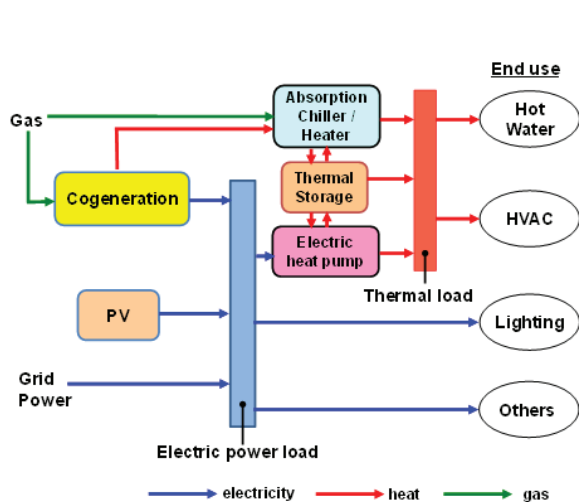 End use
Absorption
Chiller /
Heater
Hot
Water
Gas
Thermal
Storage
Cogeneration
HVAC
Electric
heat pump
Thermal load
PV
Lighting
Grid
Power
Others
Electric power load
electricity
heat
gas